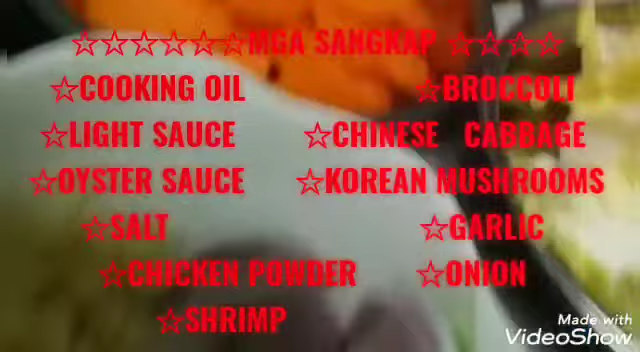 ☆☆☆☆☆☆MGA SANGKAP ☆☆☆☆
☆COOKING OIL ☆BROCCOLI
☆LIGHT SAUCE ☆CHINESE CABBAGE
☆OYSTER SAUCE ☆KOREAN MUSHROOMS
☆SALT ☆GARLIC
☆CHICKEN POWDER ☆ONION
☆SHRIMP
Made with
VideoShow